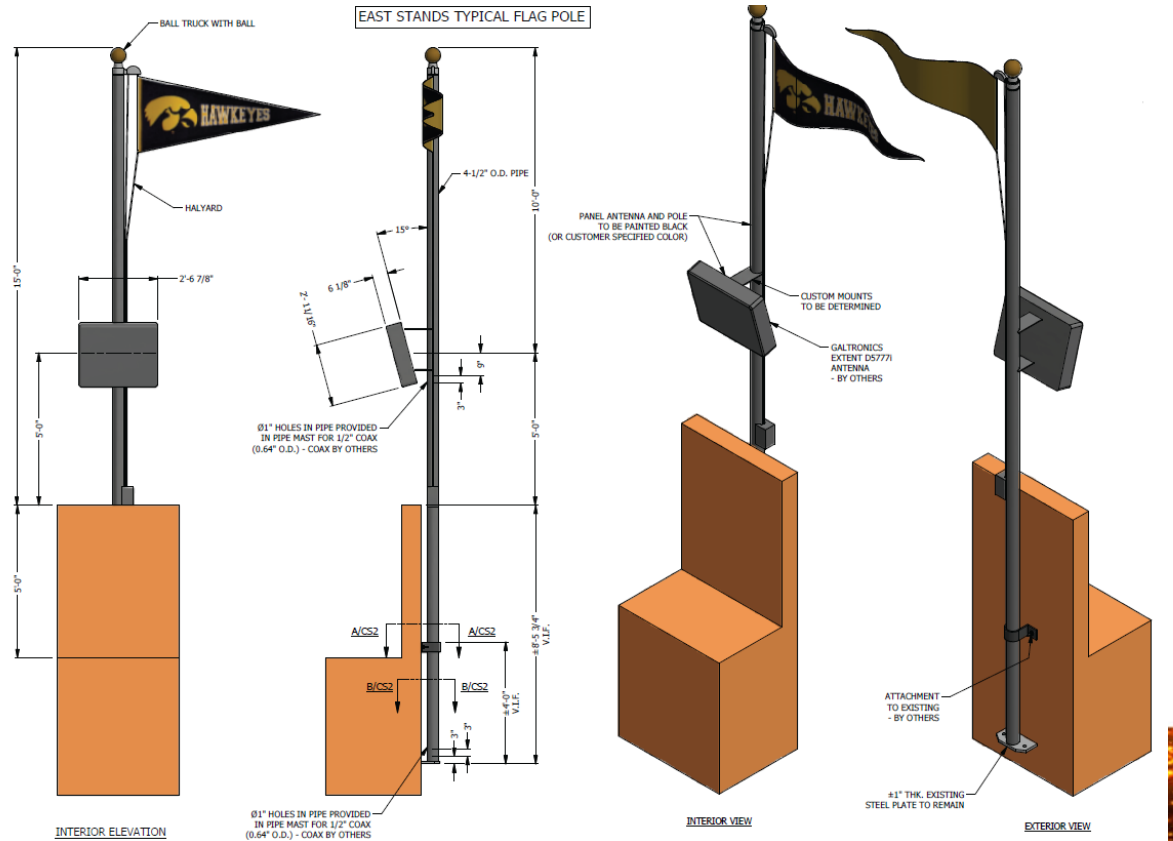 EAST STANDS TYPICAL FLAG POLE
BALL TRUCK WITH BALL
HAWKEYES
HALYARD
15'-0"
2'-6 7/8"
5'-0"
5'-0"
INTERIOR ELEVATION
4-1/2" O.D. PIPE
10'-0"
15°
6 1/8"
2'-1 1/16"
9"
3"
5'-0"
Ø1" HOLES IN PIPE PROVIDED
IN PIPE MAST FOR 1/2" COAX
(0.64" O.D.) - COAX BY OTHERS
A/CS2
A/CS2
B/CS2
B/CS2
±8'-5 3/4"
V.I.F.
±4'-0"
V.I.F.
3"
3"
Ø1" HOLES IN PIPE PROVIDED
IN PIPE MAST FOR 1/2" COAX
(0.64" O.D.) - COAX BY OTHERS
HAWKEYES
PANEL ANTENNA AND POLE
TO BE PAINTED BLACK
(OR CUSTOMER SPECIFIED COLOR)
CUSTOM MOUNTS
TO BE DETERMINED
GALTRONICS
EXTENT D5777I
ANTENNA
- BY OTHERS
INTERIOR VIEW
ATTACHMENT
TO EXISTING
- BY OTHERS
±1" THK. EXISTING
STEEL PLATE TO REMAIN
EXTERIOR VIEW